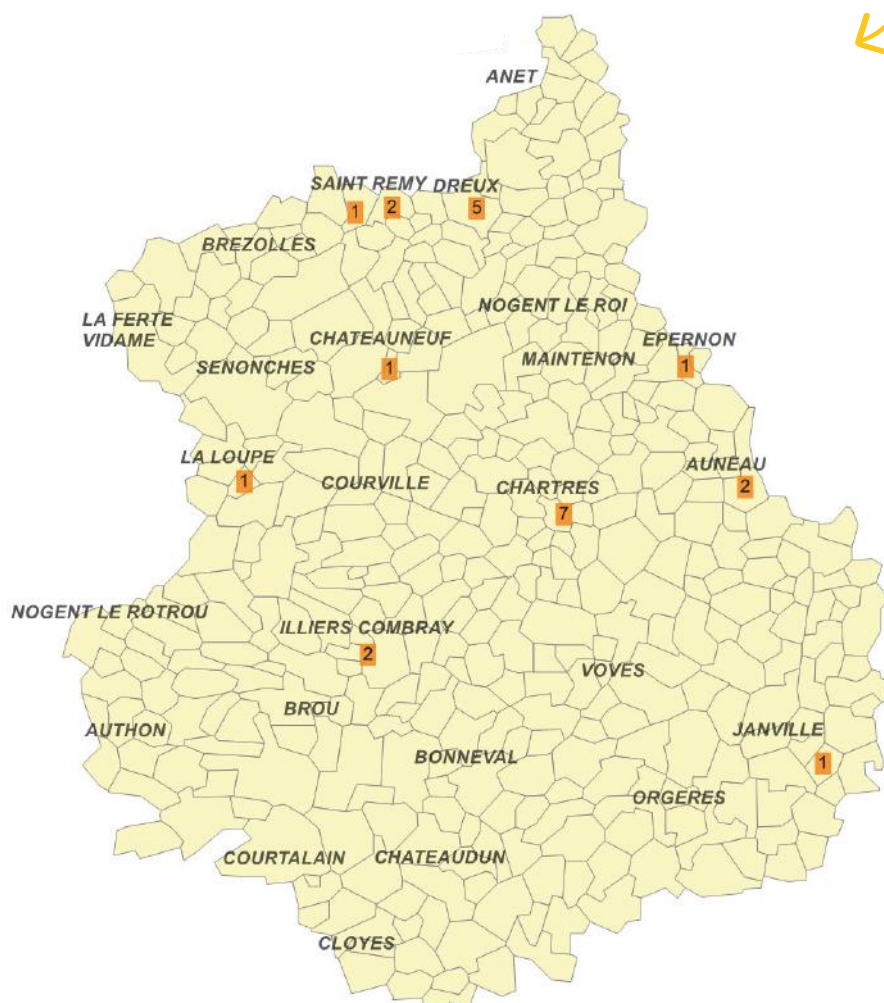 ANET
SAINT REMY
DREUX
1
2
5
BREZOLLES
NOGENT LE ROI
LA FERTE
VIDAME
CHATEAUNEUF
EPERNON
SENONCHES
MAINTENON
1
1
LA LOUPE
AUNEAU
1
COURVILLE
CHARTRES
2
7
NOGENT LE ROTROU
ILLIERS COMBRAY
2
VOVES
BROU
AUTHON
JANVILLE
BONNEVAL
1
ORGERES
COURTALAIN
CHATEAUDUN
CLOYES